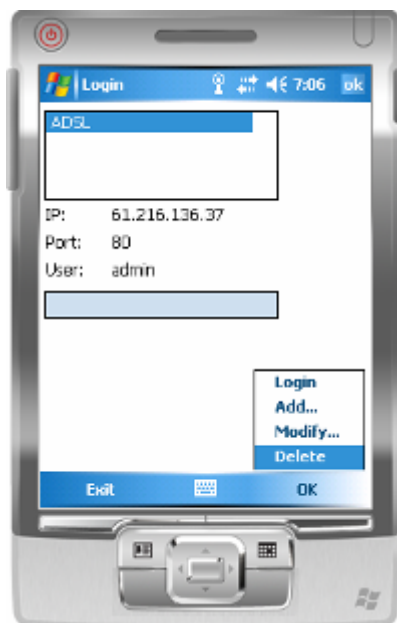 Login 7:06 ok
ADSL
IP: 61.216.136.37
Port: 80
User: admin
Login
Add...
Modify...
Delete
Exit OK